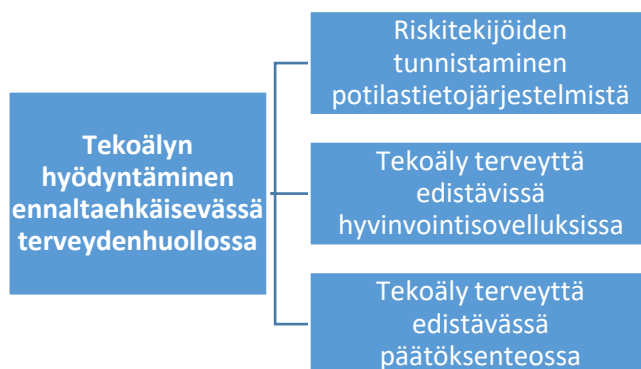 Tekoälyn
hyödyntäminen
ennaltaehkäisevässä
terveydenhuollossa
Riskitekijöiden
tunnistaminen
potilastietojärjestelmistä
Tekoäly terveyttä
edistävissä
hyvinvointisovelluksissa
Tekoäly terveyttä
edistävässä
päätöksenteossa